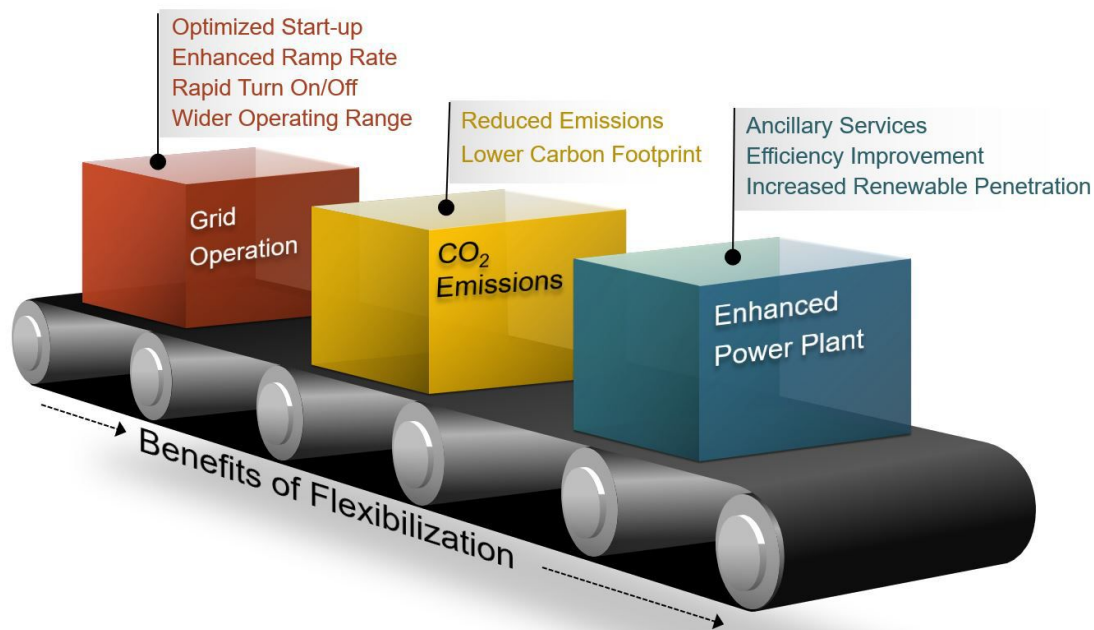 Optimized Start-up
Enhanced Ramp Rate
Rapid Turn On/Off
Wider Operating Range
Reduced Emissions
Lower Carbon Footprint
Ancillary Services
Efficiency Improvement
Increased Renewable Penetration
Grid
Operation
CO₂
Emissions
Enhanced
Power Plant
Benefits of Flexibilization